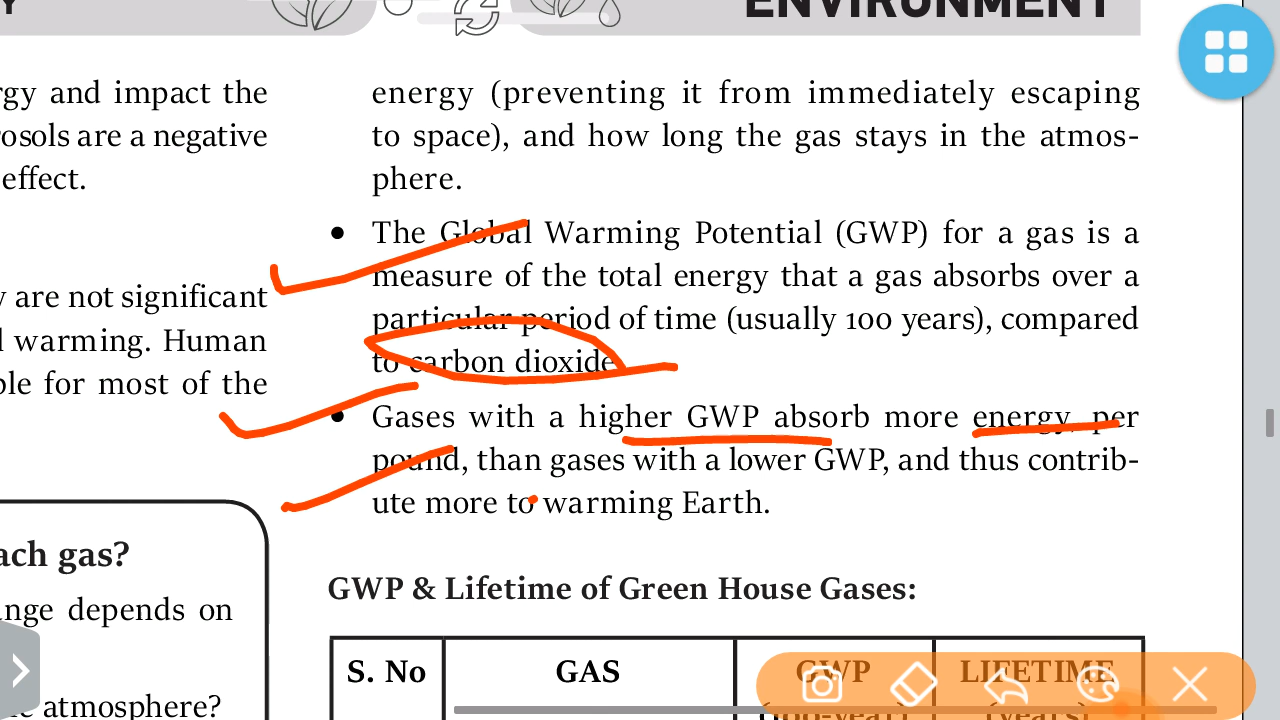 Y
ENVIRONMENT
rgy and impact the
rosols are a negative
effect.
y are not significant
l warming. Human
ble for most of the
ach gas?
ange depends on
atmosphere?
energy (preventing it from immediately escaping
to space), and how long the gas stays in the atmos-
phere.
• The Global Warming Potential (GWP) for a gas is a
measure of the total energy that a gas absorbs over a
particular period of time (usually 100 years), compared
to carbon dioxide
• Gases with a higher GWP absorb more energy, per
pound, than gases with a lower GWP, and thus contrib-
ute more to warming Earth.
GWP & Lifetime of Green House Gases:
S. No GAS GWP LIFETIME
(100-year) (years)